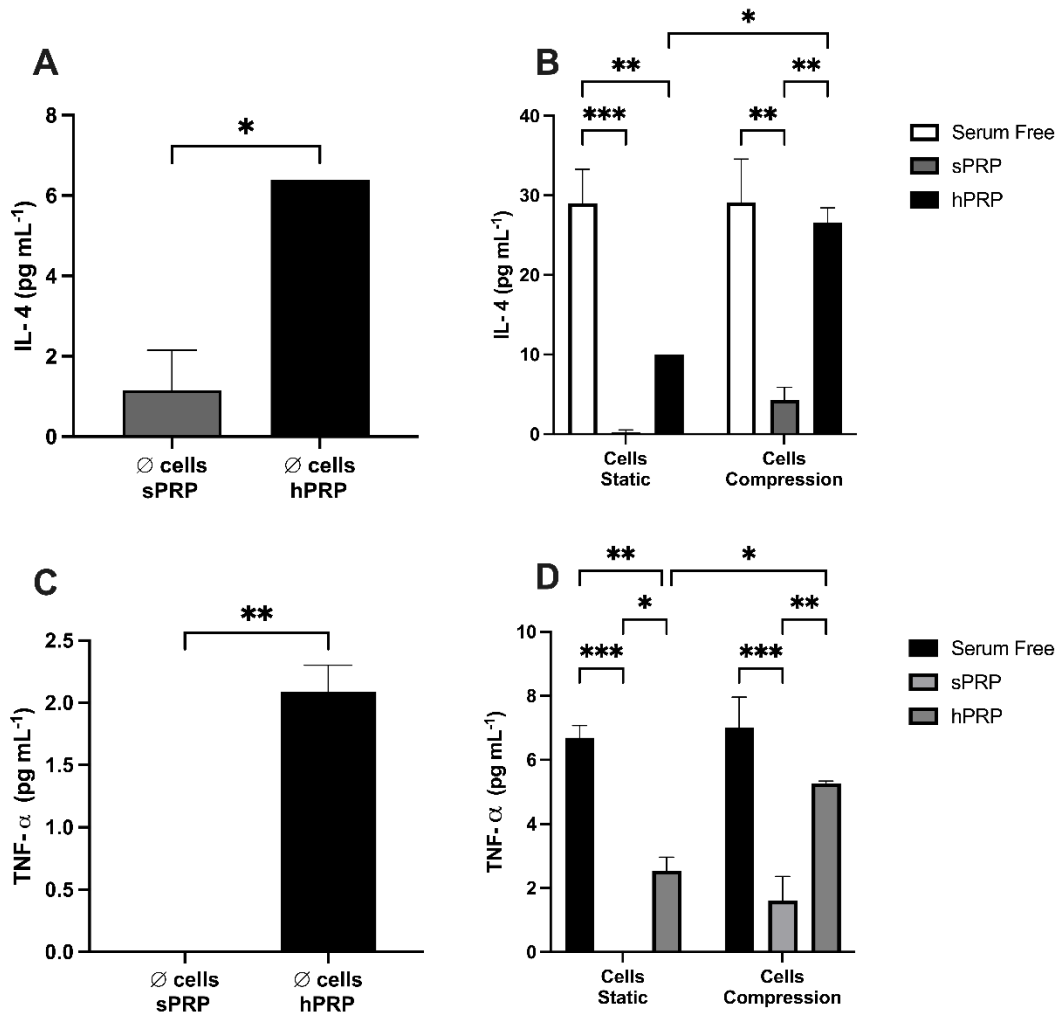 A
*
8
6
4
2
0
IL- 4 (pg mL-1)
∅ cells
sPRP
∅ cells
hPRP
B
*
**
**
***
**
40
30
20
10
0
IL- 4 (pg mL-1)
Cells
Static
Cells
Compression
Serum Free
sPRP
hPRP
C
**
2.5
2.0
1.5
1.0
0.5
0.0
TNF- α (pg mL-1)
∅ cells
sPRP
∅ cells
hPRP
D
**
*
*
**
***
***
10
8
6
4
2
0
TNF- α (pg mL-1)
Cells
Static
Cells
Compression
Serum Free
sPRP
hPRP